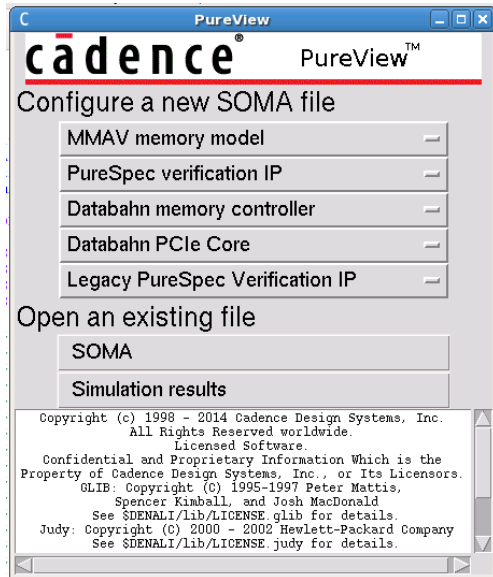 C PureView
cādence® PureView™
Configure a new SOMA file
MMAV memory model
PureSpec verification IP
Databahn memory controller
Databahn PCIe Core
Legacy PureSpec Verification IP
Open an existing file
SOMA
Simulation results
Copyright (c) 1998 - 2014 Cadence Design Systems, Inc.
All Rights Reserved worldwide.
Licensed Software.
Confidential and Proprietary Information Which is the
Property of Cadence Design Systems, Inc., or Its Licensors.
GLIB: Copyright (C) 1995-1997 Peter Mattis,
Spencer Kimball, and Josh MacDonald
See $DENALI/lib/LICENSE.glib for details.
Judy: Copyright (C) 2000 - 2002 Hewlett-Packard Company
See $DENALI/lib/LICENSE.judy for details.